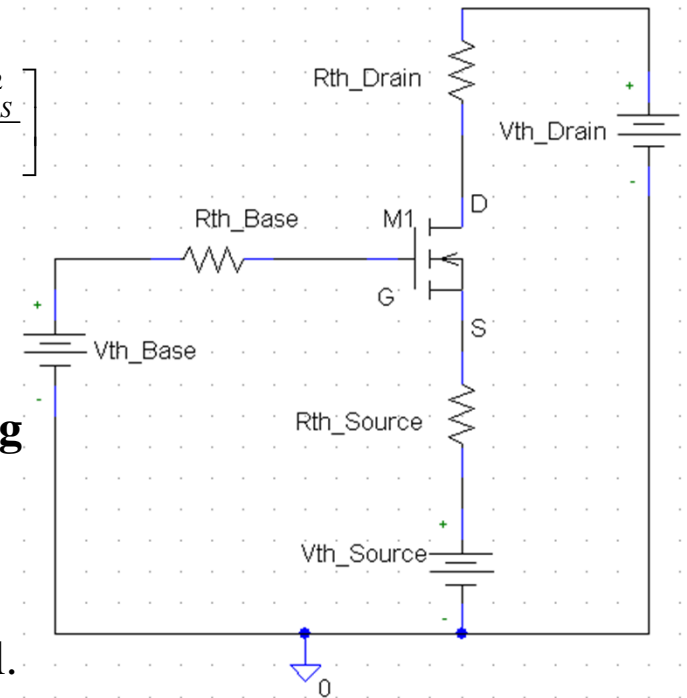 Rth_Drain
+
s
Vth_Drain
-
D
Rth_Base
M1
G
+
S
Vth_Base
-
g
Rth_Source
+
Vth_Source
-
l.
0